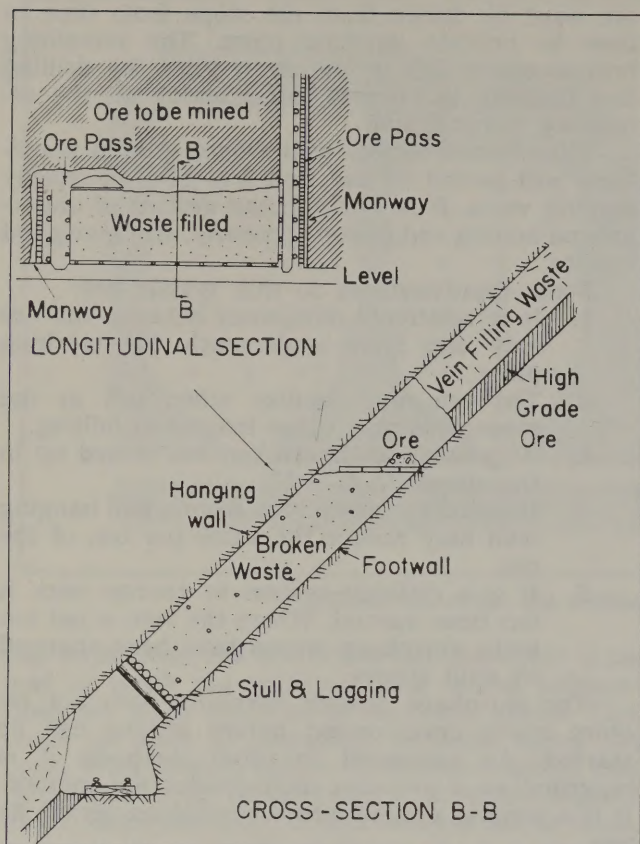 Ore to be mined
Ore Pass
B
Ore Pass
Waste filled
Manway
Level
B
Manway
LONGITUDINAL SECTION
Vein Filling Waste
High
Grade
Ore
Ore
Hanging
wall
Broken
Waste
Footwall
Stull & Lagging
CROSS-SECTION B-B